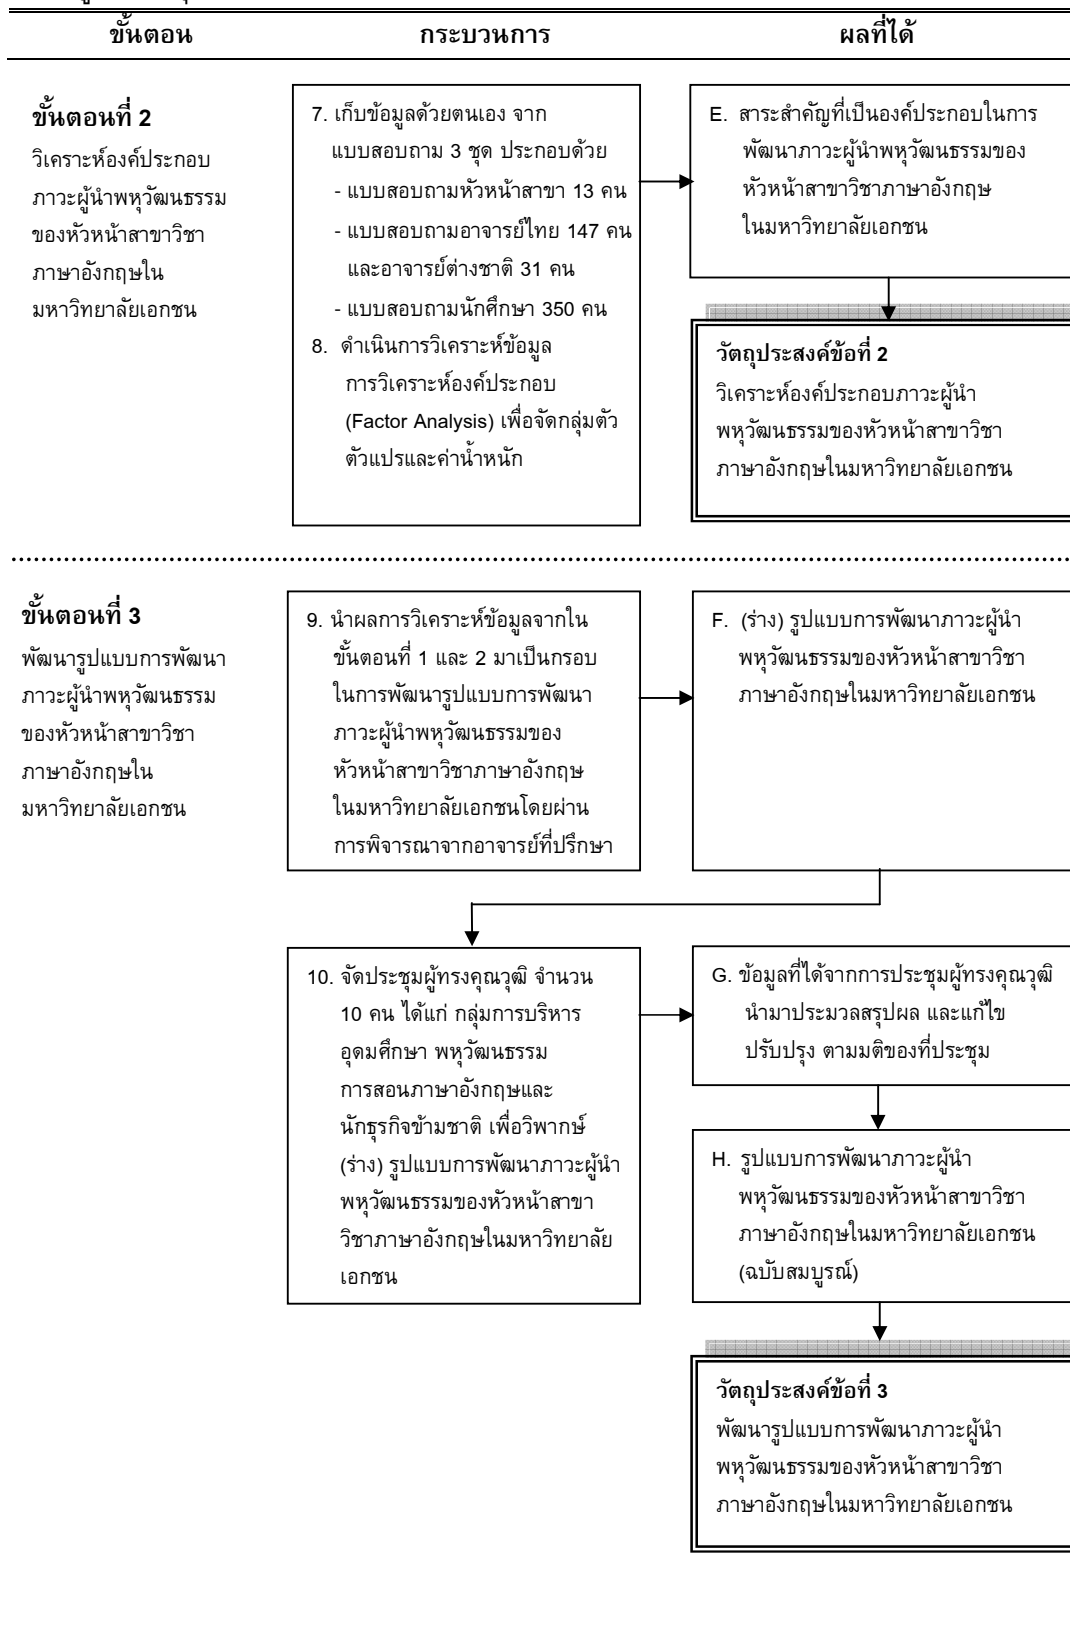 ขั้นตอน กระบวนการ ผลที่ได้
ขั้นตอนที่ 2
วิเคราะห์องค์ประกอบ
ภาวะผู้นำพหุวัฒนธรรม
ของหัวหน้าสาขาวิชา
ภาษาอังกฤษใน
มหาวิทยาลัยเอกชน
7. เก็บข้อมูลด้วยตนเอง จาก
แบบสอบถาม 3 ชุด ประกอบด้วย
- แบบสอบถามหัวหน้าสาขา 13 คน
- แบบสอบถามอาจารย์ไทย 147 คน
และอาจารย์ต่างชาติ 31 คน
- แบบสอบถามนักศึกษา 350 คน
8. ดำเนินการวิเคราะห์ข้อมูล
การวิเคราะห์องค์ประกอบ
(Factor Analysis) เพื่อจัดกลุ่มตัว
ตัวแปรและค่าน้ำหนัก
E. สาระสำคัญที่เป็นองค์ประกอบในการ
พัฒนาภาวะผู้นำพหุวัฒนธรรมของ
หัวหน้าสาขาวิชาภาษาอังกฤษ
ในมหาวิทยาลัยเอกชน
วัตถุประสงค์ข้อที่ 2
วิเคราะห์องค์ประกอบภาวะผู้นำ
พหุวัฒนธรรมของหัวหน้าสาขาวิชา
ภาษาอังกฤษในมหาวิทยาลัยเอกชน
ขั้นตอนที่ 3
พัฒนารูปแบบการพัฒนา
ภาวะผู้นำพหุวัฒนธรรม
ของหัวหน้าสาขาวิชา
ภาษาอังกฤษใน
มหาวิทยาลัยเอกชน
9. นำผลการวิเคราะห์ข้อมูลจากใน
ขั้นตอนที่ 1 และ 2 มาเป็นกรอบ
ในการพัฒนารูปแบบการพัฒนา
ภาวะผู้นำพหุวัฒนธรรมของ
หัวหน้าสาขาวิชาภาษาอังกฤษ
ในมหาวิทยาลัยเอกชนโดยผ่าน
การพิจารณาจากอาจารย์ที่ปรึกษา
F. (ร่าง) รูปแบบการพัฒนาภาวะผู้นำ
พหุวัฒนธรรมของหัวหน้าสาขาวิชา
ภาษาอังกฤษในมหาวิทยาลัยเอกชน
10. จัดประชุมผู้ทรงคุณวุฒิ จำนวน
10 คน ได้แก่ กลุ่มการบริหาร
อุดมศึกษา พหุวัฒนธรรม
การสอนภาษาอังกฤษและ
นักธุรกิจข้ามชาติ เพื่อวิพากษ์
(ร่าง) รูปแบบการพัฒนาภาวะผู้นำ
พหุวัฒนธรรมของหัวหน้าสาขา
วิชาภาษาอังกฤษในมหาวิทยาลัย
เอกชน
G. ข้อมูลที่ได้จากการประชุมผู้ทรงคุณวุฒิ
นำมาประมวลสรุปผล และแก้ไข
ปรับปรุง ตามมติของที่ประชุม
H. รูปแบบการพัฒนาภาวะผู้นำ
พหุวัฒนธรรมของหัวหน้าสาขาวิชา
ภาษาอังกฤษในมหาวิทยาลัยเอกชน
(ฉบับสมบูรณ์)
วัตถุประสงค์ข้อที่ 3
พัฒนารูปแบบการพัฒนาภาวะผู้นำ
พหุวัฒนธรรมของหัวหน้าสาขาวิชา
ภาษาอังกฤษในมหาวิทยาลัยเอกชน